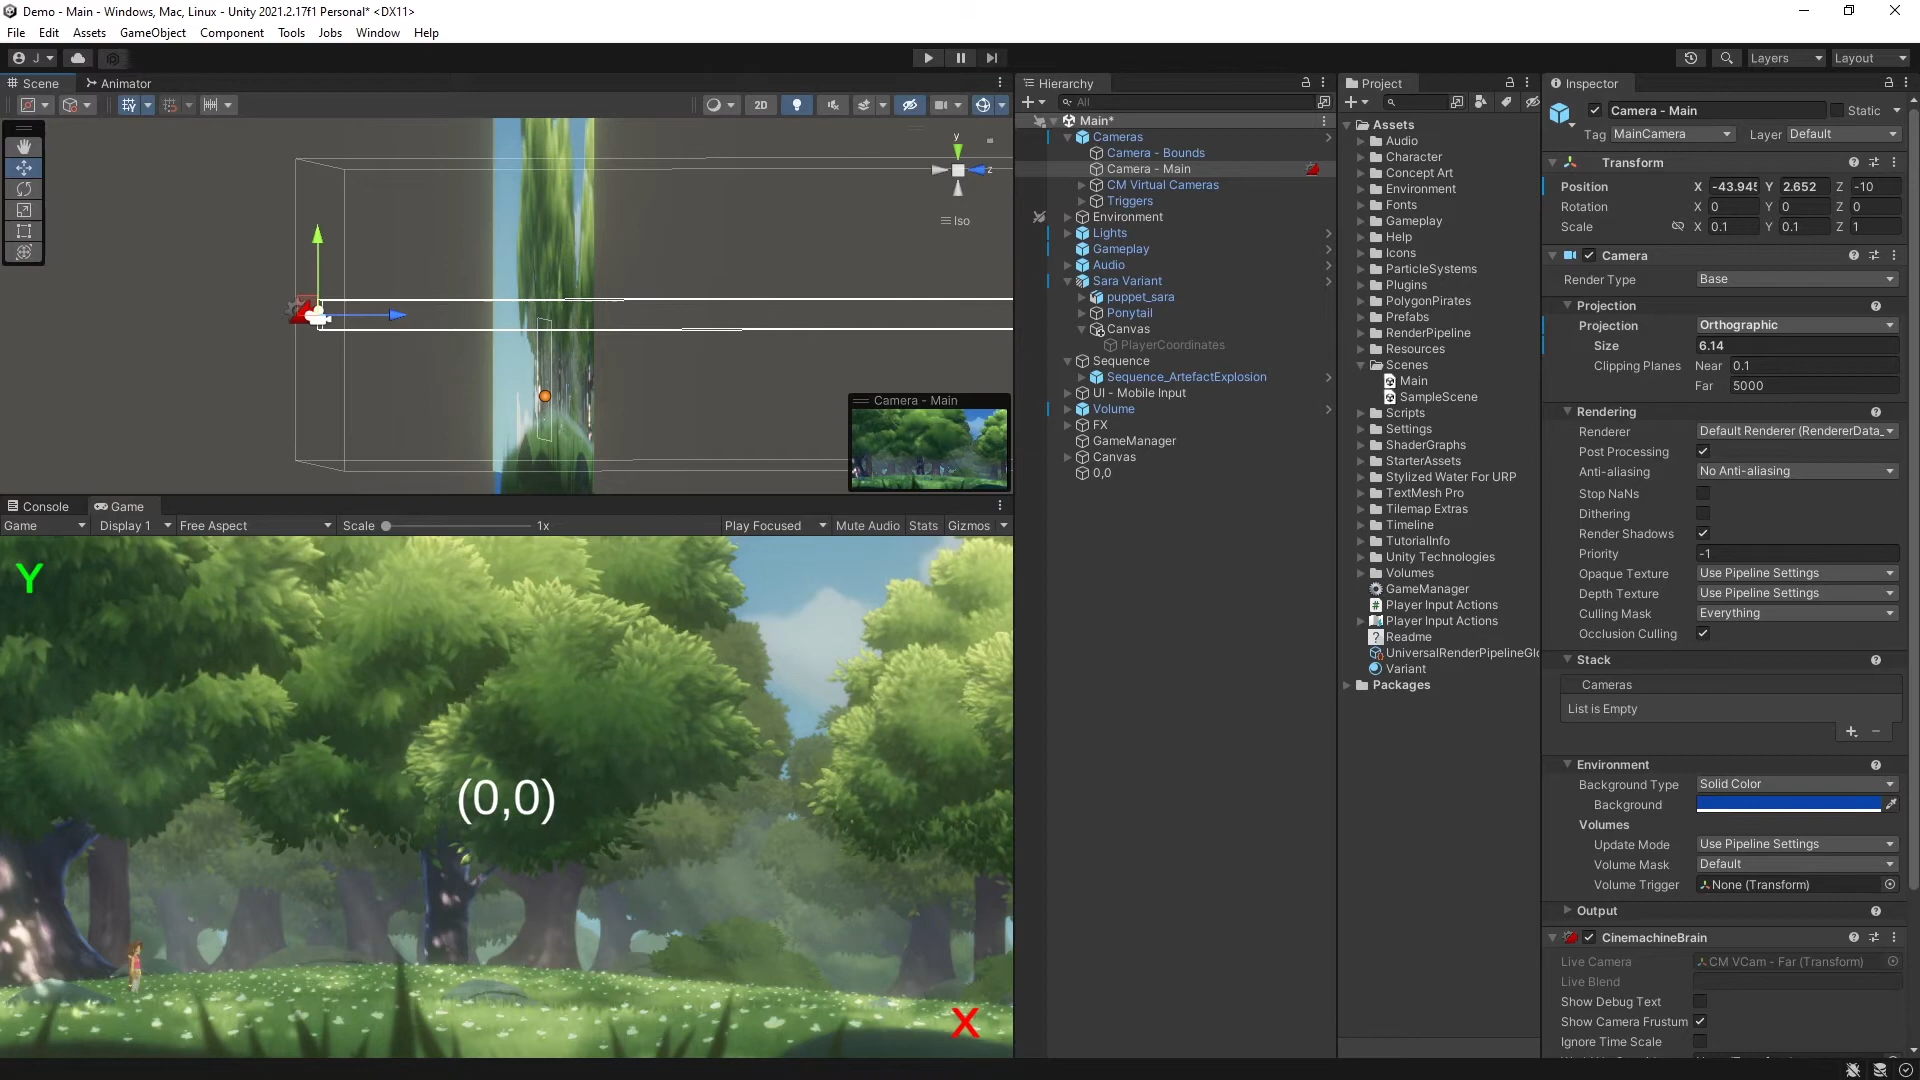 Demo - Main - Windows, Mac, Linux - Unity 2021.2.17f1 Personal* <DX11>
File Edit Assets GameObject Component Tools Jobs Window Help
J
Layers Layout
Scene Animator
2D
y
z
Iso
Camera - Main
Console Game
Game Display 1 Free Aspect Scale 1x Play Focused Mute Audio Stats Gizmos
Y
(0,0)
X
Hierarchy
All
Main*
Cameras
Camera - Bounds
Camera - Main
CM Virtual Cameras
Triggers
Environment
Lights
Gameplay
Audio
Sara Variant
puppet_sara
Ponytail
Canvas
PlayerCoordinates
Sequence
Sequence_ArtefactExplosion
UI - Mobile Input
Volume
FX
GameManager
Canvas
0,0
Project
Assets
Audio
Character
Concept Art
Environment
Fonts
Gameplay
Help
Icons
ParticleSystems
Plugins
PolygonPirates
Prefabs
RenderPipeline
Resources
Scenes
Main
SampleScene
Scripts
Settings
ShaderGraphs
StarterAssets
Stylized Water For URP
TextMesh Pro
Tilemap Extras
Timeline
TutorialInfo
Unity Technologies
Volumes
GameManager
Player Input Actions
Player Input Actions
Readme
UniversalRenderPipelineGlo
Variant
Packages
Inspector
Camera - Main Static
Tag MainCamera Layer Default
Transform
Position X -43.945 Y 2.652 Z -10
Rotation X 0 Y 0 Z 0
Scale X 0.1 Y 0.1 Z 1
Camera
Render Type Base
Projection
Projection Orthographic
Size 6.14
Clipping Planes Near 0.1
Far 5000
Rendering
Renderer Default Renderer (RendererData_
Post Processing
Anti-aliasing No Anti-aliasing
Stop NaNs
Dithering
Render Shadows
Priority -1
Opaque Texture Use Pipeline Settings
Depth Texture Use Pipeline Settings
Culling Mask Everything
Occlusion Culling
Stack
Cameras
List is Empty
Environment
Background Type Solid Color
Background
Volumes
Update Mode Use Pipeline Settings
Volume Mask Default
Volume Trigger None (Transform)
Output
CinemachineBrain
Live Camera CM VCam - Far (Transform)
Live Blend
Show Debug Text
Show Camera Frustum
Ignore Time Scale